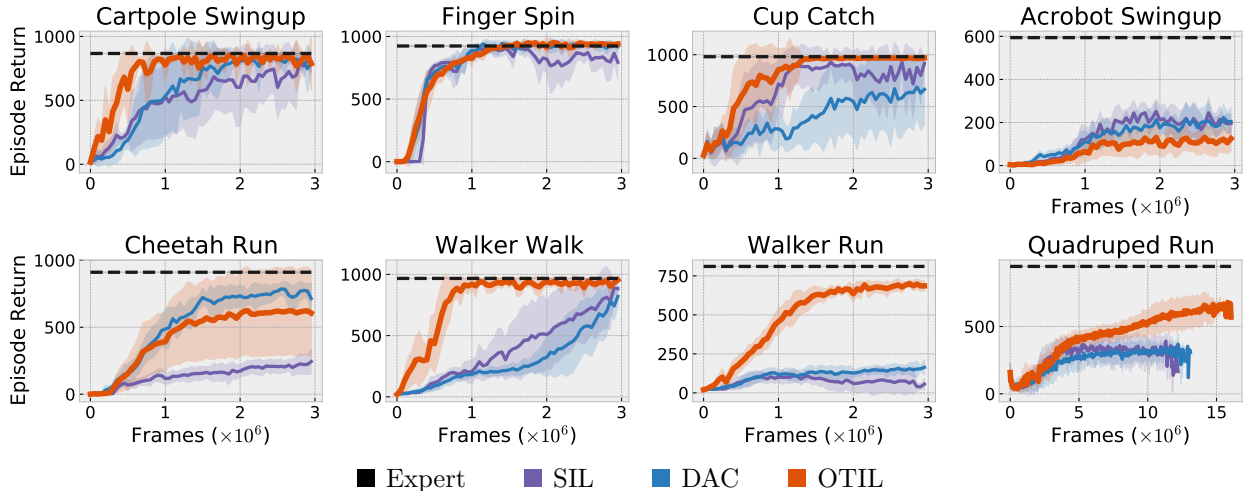 Cartpole Swingup
Finger Spin
Cup Catch
Acrobot Swingup
Episode Return
1000
500
0
0 1 2 3
1000
500
0
0 1 2 3
1000
500
0
0 1 2 3
600
400
200
0
0 1 2 3
Frames (×10⁶)
Cheetah Run
Walker Walk
Walker Run
Quadruped Run
Episode Return
1000
500
0
0 1 2 3
Frames (×10⁶)
1000
500
0
0 1 2 3
Frames (×10⁶)
750
500
250
0
0 1 2 3
Frames (×10⁶)
500
0
0 5 10 15
Frames (×10⁶)
Expert SIL DAC OTIL